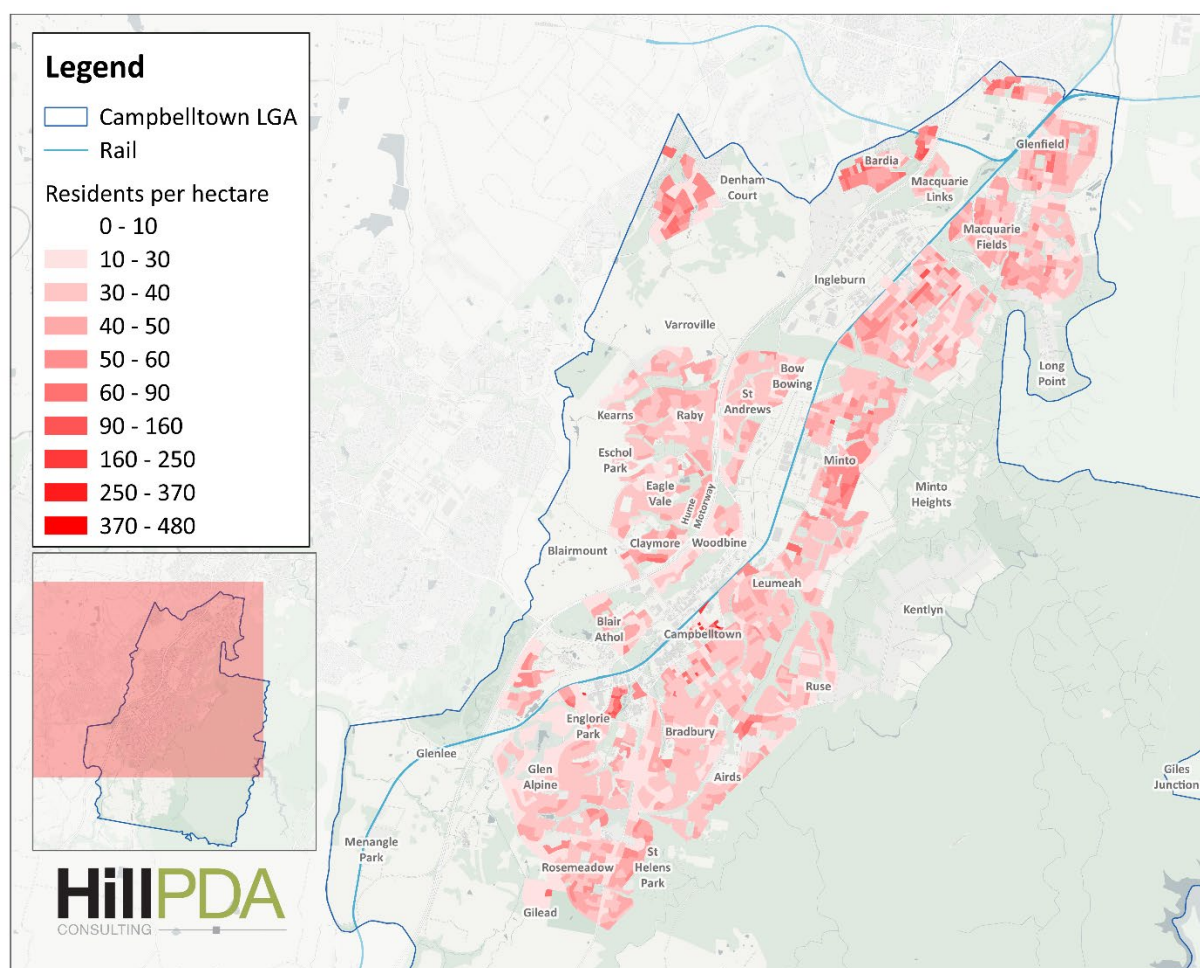 Legend
Campbelltown LGA
Rail
Residents per hectare
0 - 10
10 - 30
30 - 40
40 - 50
50 - 60
60 - 90
90 - 160
160 - 250
250 - 370
370 - 480
HillPDA
CONSULTING
Glenfield
Bardia
Macquarie
Links
Denham
Court
Macquarie
Fields
Ingleburn
Varroville
Long
Point
Bow
Bowing
St
Andrews
Kearns
Raby
Eschol
Park
Minto
Eagle
Vale
Minto
Heights
Hume
Motorway
Claymore
Woodbine
Blairmount
Leumeah
Kentlyn
Blair
Athol
Campbelltown
Ruse
Englorie
Park
Bradbury
Glenlee
Glen
Alpine
Airds
Giles
Junction
Menangle
Park
Rosemeadow
St
Helens
Park
Gilead